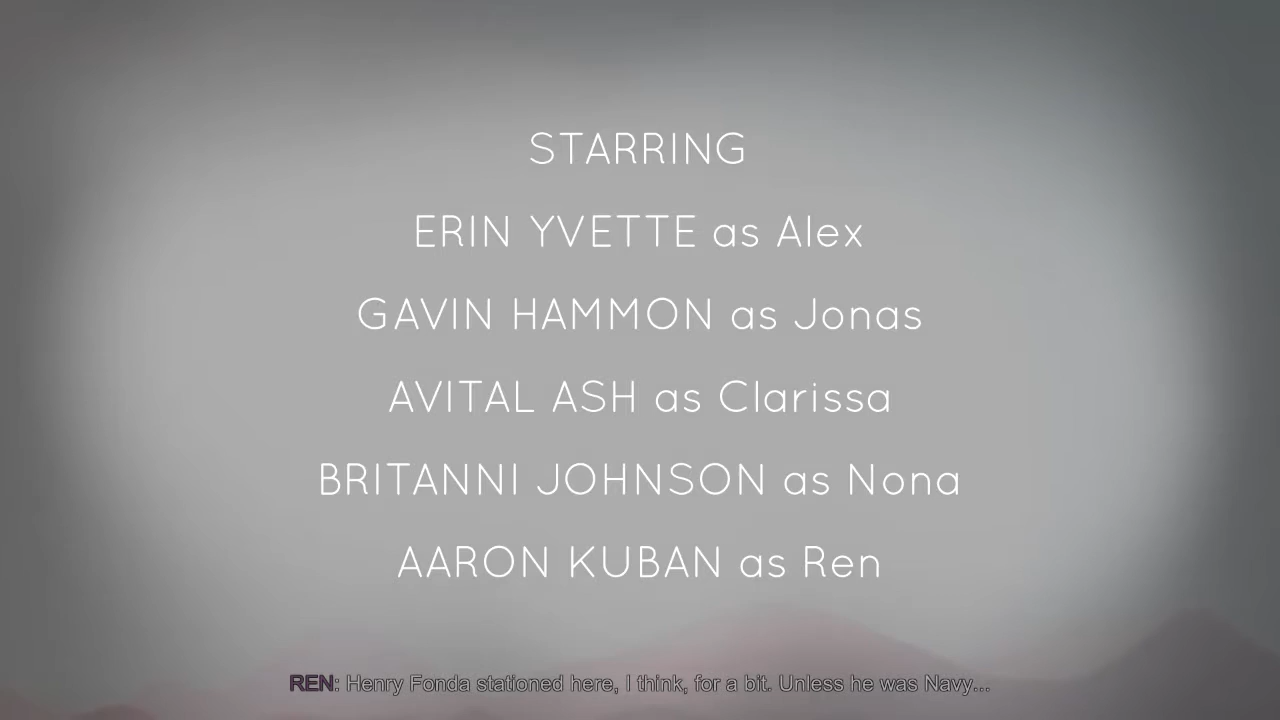 STARRING
ERIN YVETTE as Alex
GAVIN HAMMON as Jonas
AVITAL ASH as Clarissa
BRITANNI JOHNSON as Nona
AARON KUBAN as Ren
REN: Henry Fonda stationed here, I think, for a bit. Unless he was Navy...